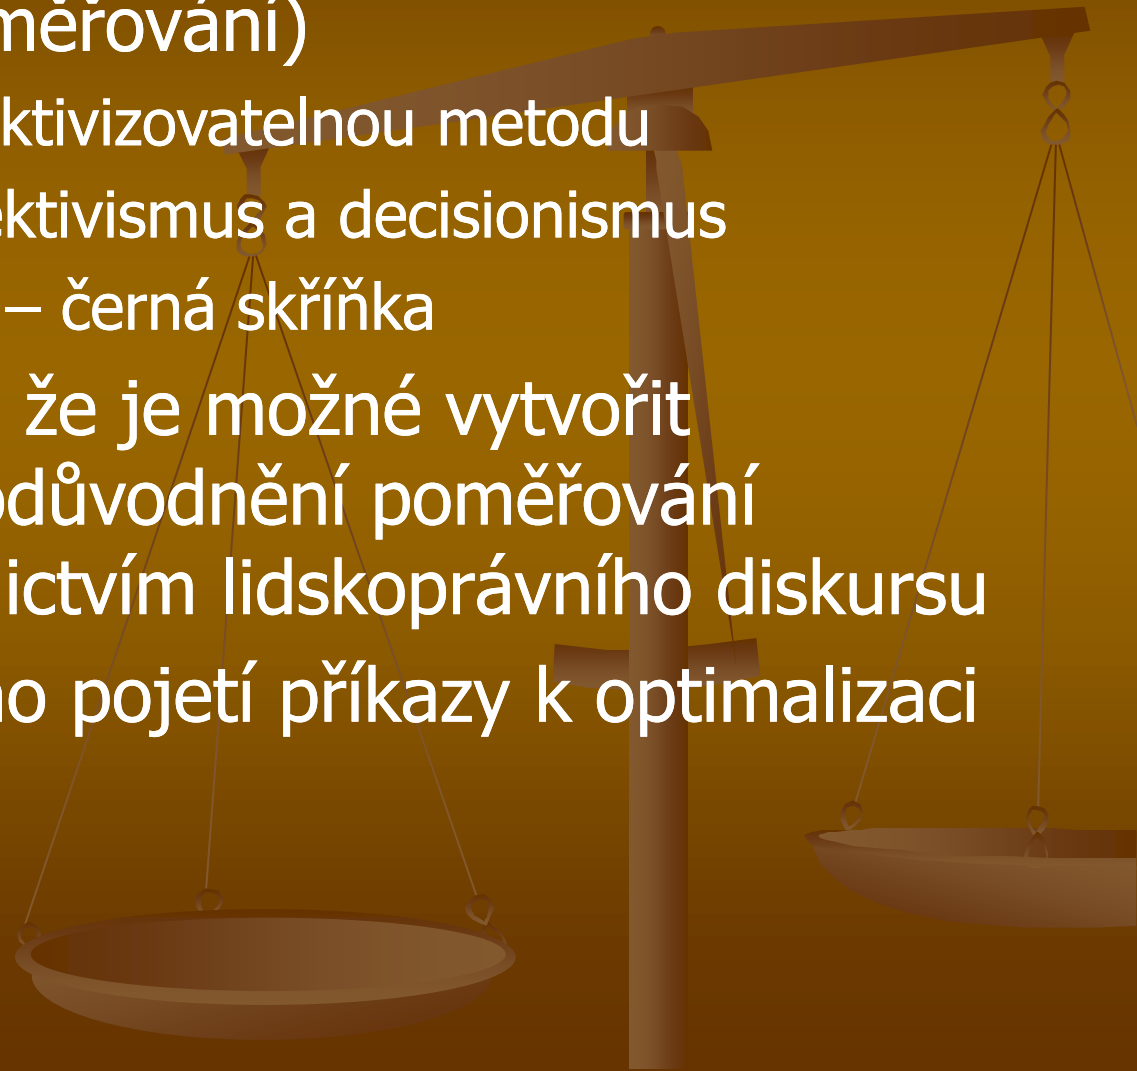 měřování)
ktivizovatelnou metodu
ektivismus a decisionismus
– černá skříňka
že je možné vytvořit
odůvodnění poměřování
ictvím lidskoprávního diskursu
ho pojetí příkazy k optimalizaci